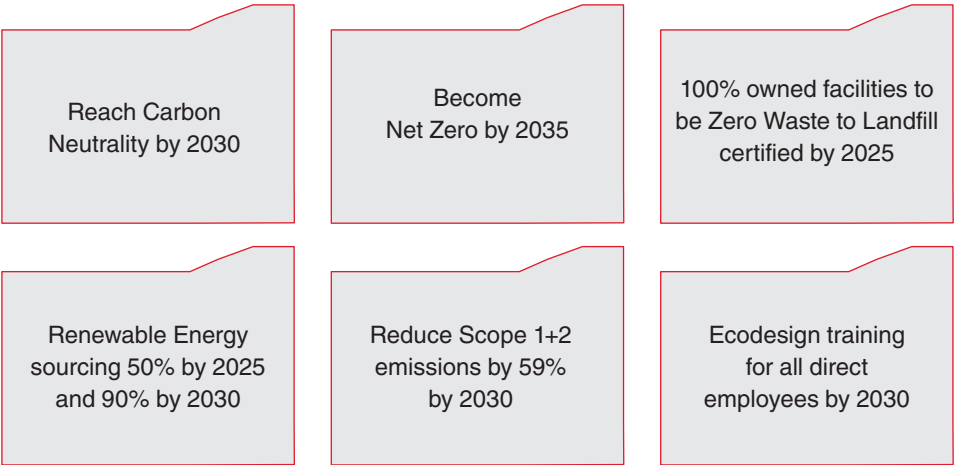 Reach Carbon
Neutrality by 2030
Become
Net Zero by 2035
100% owned facilities to
be Zero Waste to Landfill
certified by 2025
Renewable Energy
sourcing 50% by 2025
and 90% by 2030
Reduce Scope 1+2
emissions by 59%
by 2030
Ecodesign training
for all direct
employees by 2030